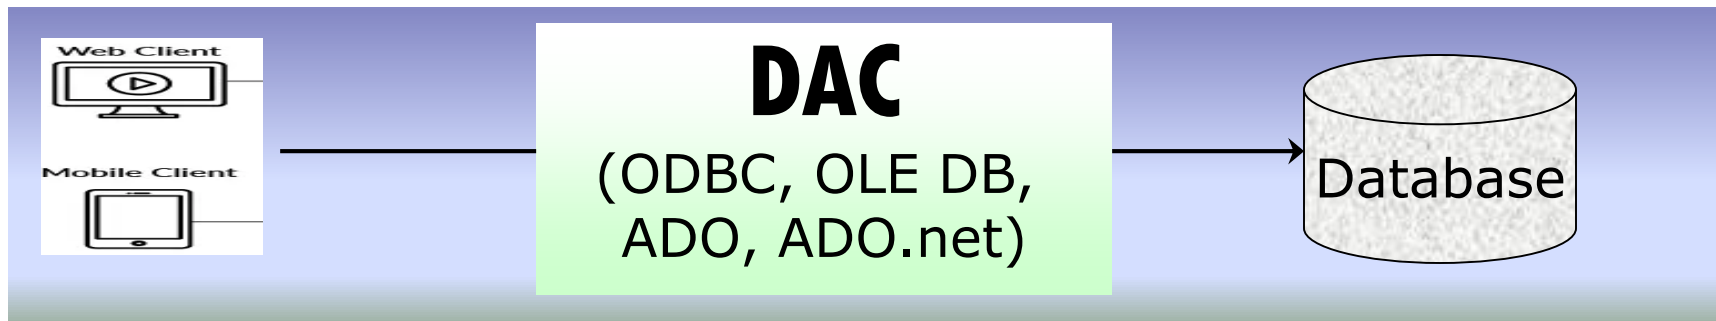 Web Client
Mobile Client
DAC
(ODBC, OLE DB,
ADO, ADO.net)
Database